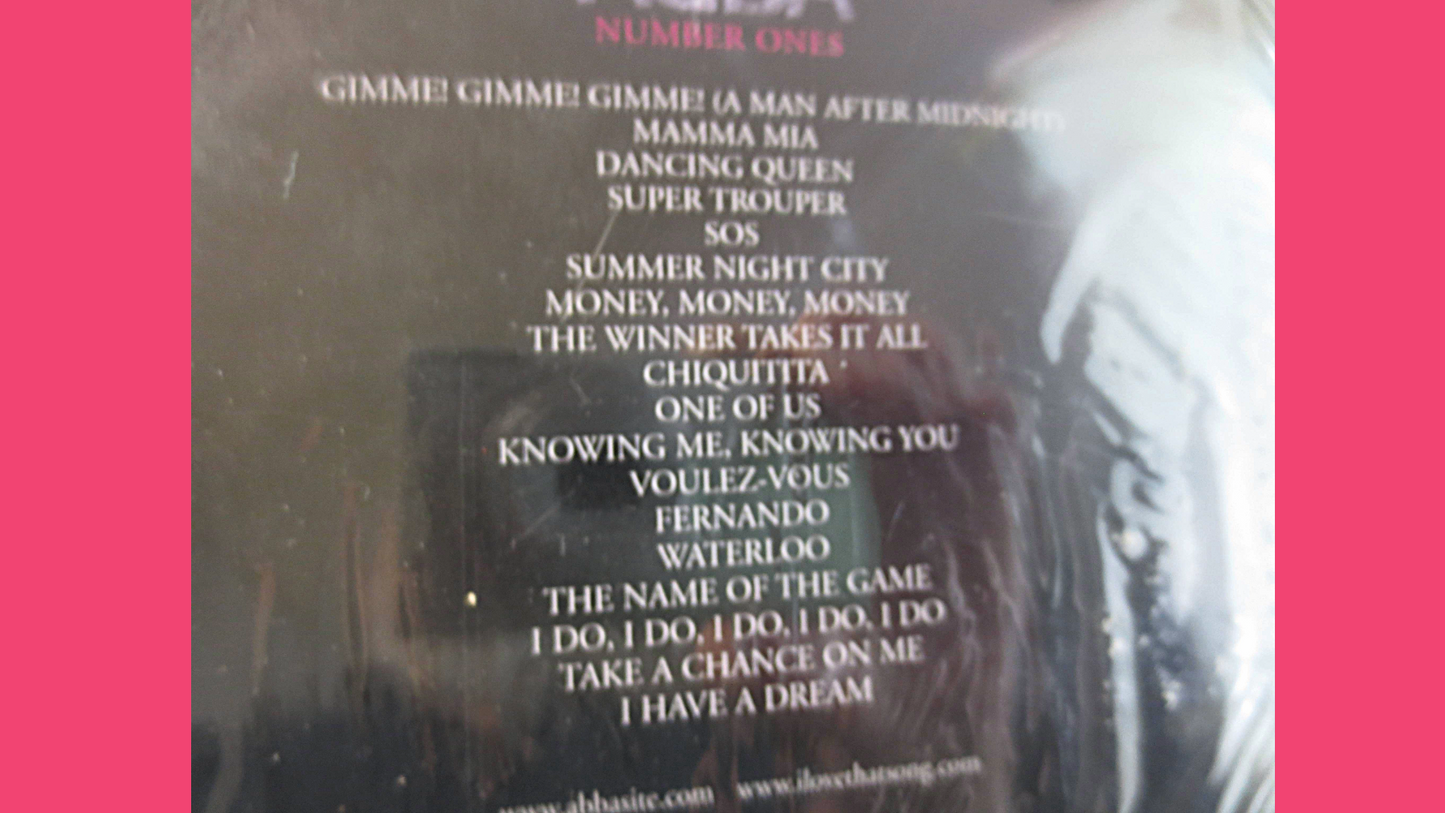 ABBA
NUMBER ONES
GIMME! GIMME! GIMME! (A MAN AFTER MIDNIGHT)
MAMMA MIA
DANCING QUEEN
SUPER TROUPER
SOS
SUMMER NIGHT CITY
MONEY, MONEY, MONEY
THE WINNER TAKES IT ALL
CHIQUITITA
ONE OF US
KNOWING ME, KNOWING YOU
VOULEZ-VOUS
FERNANDO
WATERLOO
THE NAME OF THE GAME
I DO, I DO, I DO, I DO, I DO
TAKE A CHANCE ON ME
I HAVE A DREAM
www.abbasite.com www.ilovethatsong.com